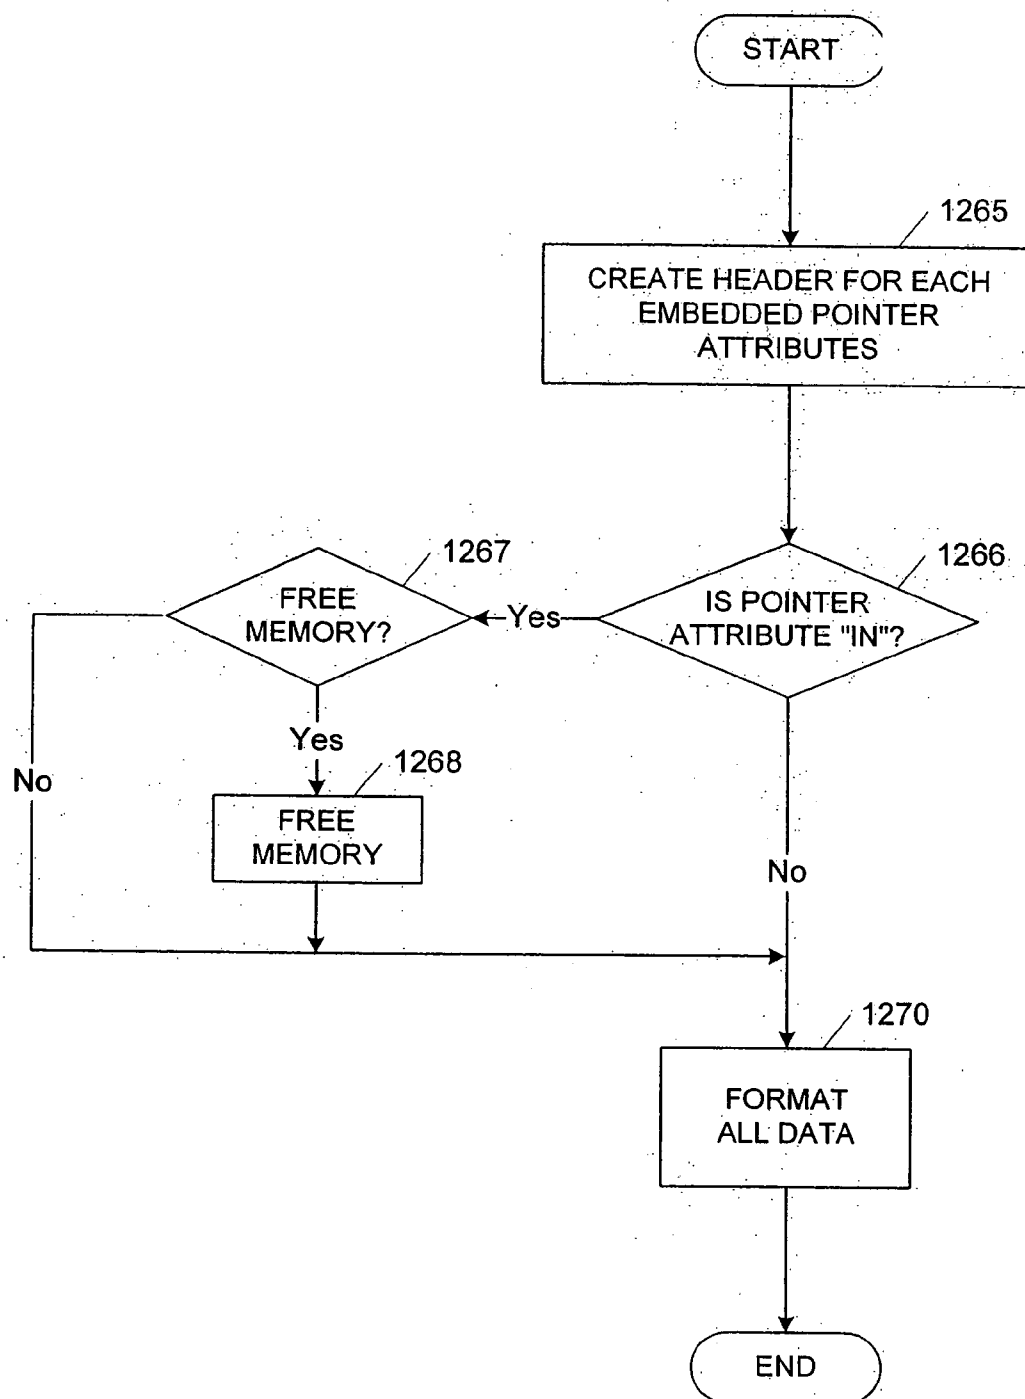 START
1265
CREATE HEADER FOR EACH
EMBEDDED POINTER
ATTRIBUTES
1267
FREE
MEMORY?
Yes
1266
IS POINTER
ATTRIBUTE "IN"?
Yes
1268
No
FREE
MEMORY
No
1270
FORMAT
ALL DATA
END